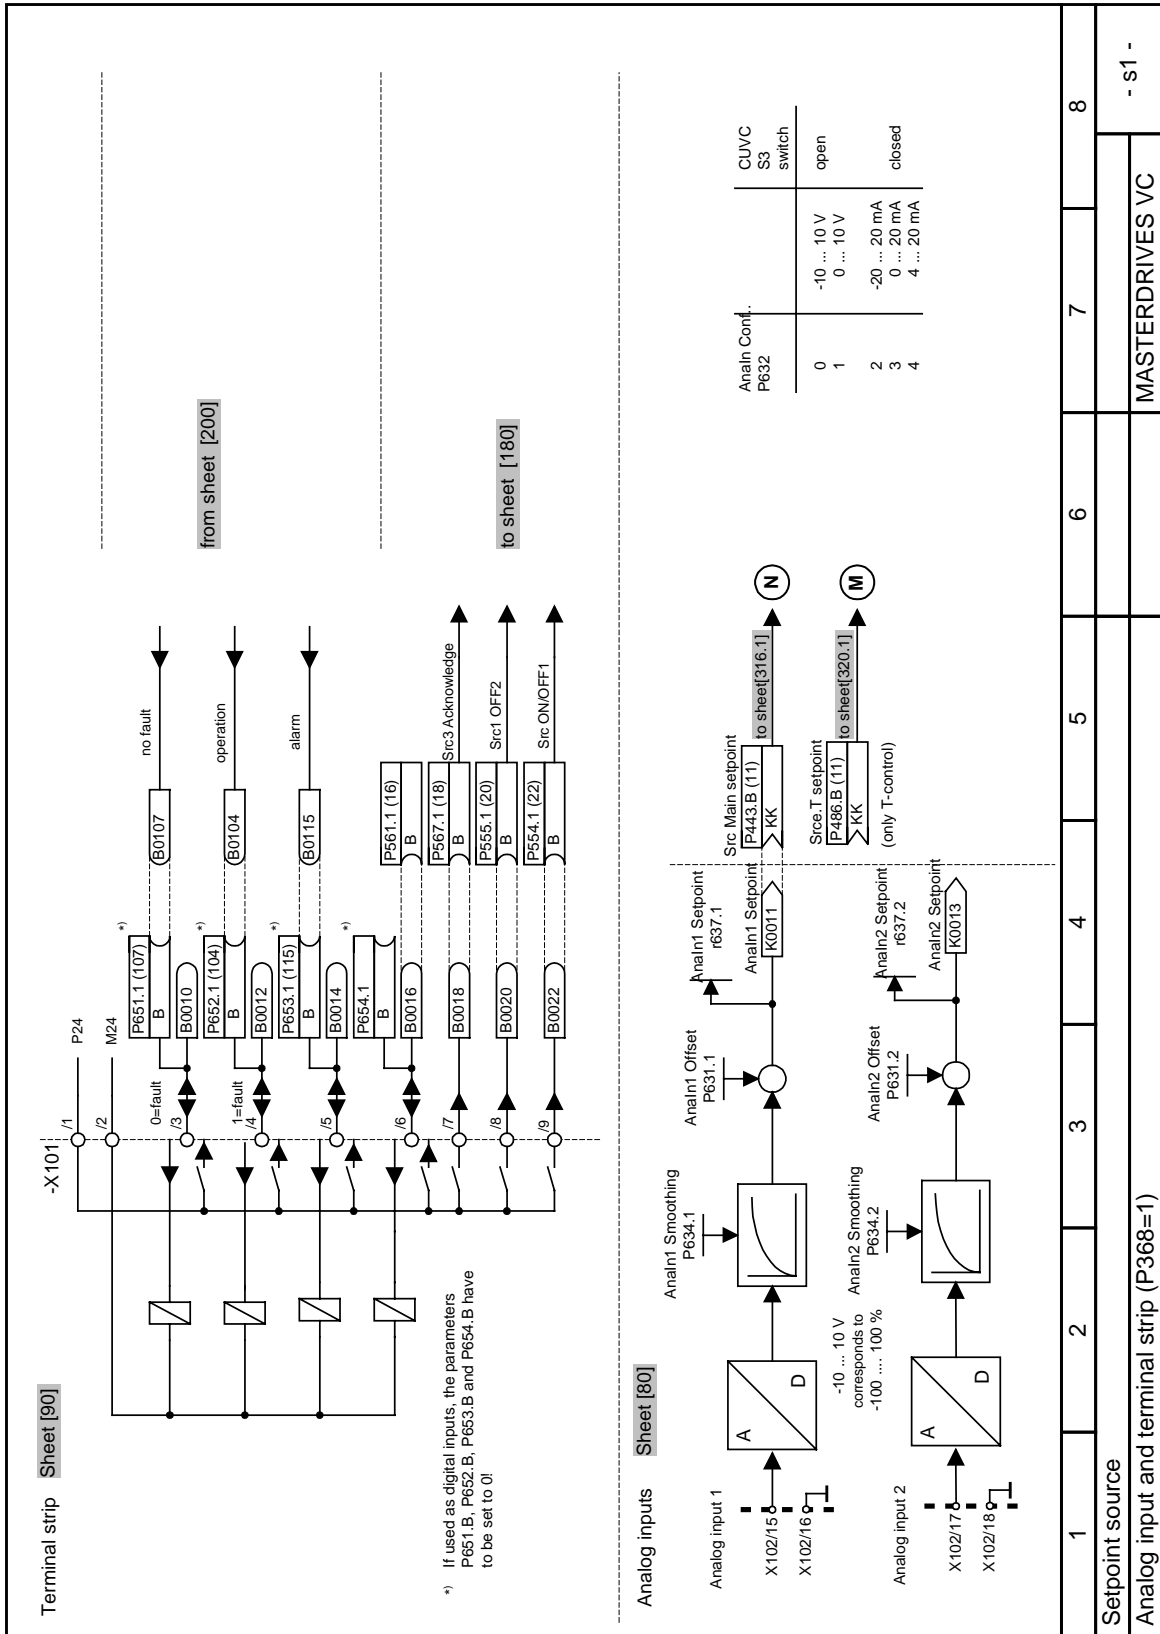 Terminal strip Sheet [90]
-X101
/1
P24
/2
M24
0=fault
/3
P651.1 (107)
B
*)
B0010
B0107
no fault
1=fault
/4
P652.1 (104)
B
*)
B0012
B0104
operation
from sheet [200]
/5
P653.1 (115)
B
*)
B0014
B0115
alarm
/6
P654.1
B
*)
B0016
P561.1 (16)
B
/7
B0018
P567.1 (18)
B
Src3 Acknowledge
/8
B0020
P555.1 (20)
B
Src1 OFF2
to sheet [180]
/9
B0022
P554.1 (22)
B
Src ON/OFF1
*) If used as digital inputs, the parameters
P651.B, P652.B, P653.B and P654.B have
to be set to 0!
Analog inputs Sheet [80]
Analog input 1
X102/15
X102/16
A
D
AnaIn1 Smoothing
P634.1
AnaIn1 Offset
P631.1
AnaIn1 Setpoint
r637.1
AnaIn1 Setpoint
K0011
Src Main setpoint
P443.B (11)
KK
to sheet[316.1]
N
-10 ... 10 V
corresponds to
-100 .... 100 %
Srce.T setpoint
P486.B (11)
KK
(only T-control)
to sheet[320.1]
M
Analog input 2
X102/17
X102/18
A
D
AnaIn2 Smoothing
P634.2
AnaIn2 Offset
P631.2
AnaIn2 Setpoint
r637.2
AnaIn2 Setpoint
K0013
AnaIn Conf..
P632
CUVC
S3
switch
0 -10 ... 10 V open
1 0 ... 10 V
2 -20 ... 20 mA
3 0 ... 20 mA closed
4 4 ... 20 mA
1 2 3 4 5 6 7 8
Setpoint source
- s1 -
Analog input and terminal strip (P368=1)
MASTERDRIVES VC